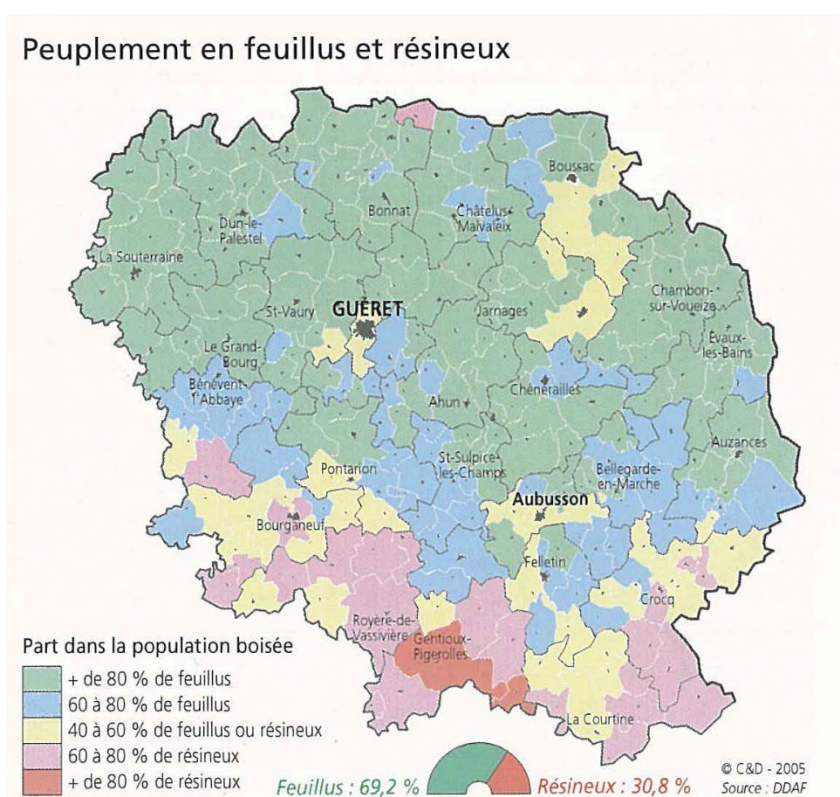 Peuplement en feuillus et résineux
Boussac
Dun-le-
Palestel
Bonnat
Châtelus-
Malvaleix
La Souterraine
Chambon-
sur-Voueize
St-Vaury
GUÉRET
Jarnages
Évaux-
les-Bains
Le Grand-
Bourg
Bénévent-
l'Abbaye
Ahun
Chénérailles
Auzances
Pontarion
St-Sulpice-
les-Champs
Bellegarde-
en-Marche
Aubusson
Bourganeuf
Felletin
Crocq
Royère-de-
Vassivière
Gentioux-
Pigerolles
La Courtine
Part dans la population boisée
+ de 80 % de feuillus
60 à 80 % de feuillus
40 à 60 % de feuillus ou résineux
60 à 80 % de résineux
+ de 80 % de résineux
Feuillus : 69,2 %
Résineux : 30,8 %
© C&D - 2005
Source : DDAF